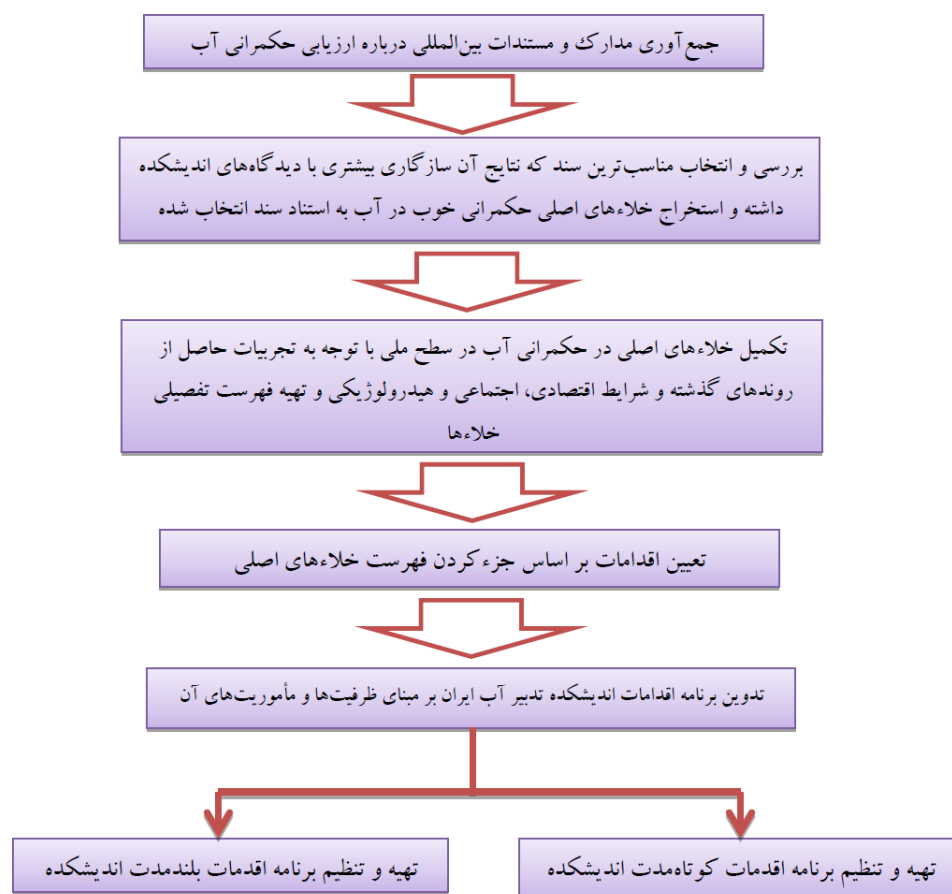 جمع‌آوری مدارک و مستندات بین‌المللی درباره ارزیابی حکمرانی آب
بررسی و انتخاب مناسب‌ترین سند که نتایج آن سازگاری بیشتری با دیدگاه‌های اندیشکده
داشته و استخراج خلاءهای اصلی حکمرانی خوب در آب به استناد سند انتخاب شده
تکمیل خلاءهای اصلی در حکمرانی آب در سطح ملی با توجه به تجربیات حاصل از
روندهای گذشته و شرایط اقتصادی، اجتماعی و هیدرولوژیکی و تهیه فهرست تفصیلی
خلاءها
تعیین اقدامات بر اساس جزء کردن فهرست خلاءهای اصلی
تدوین برنامه اقدامات اندیشکده تدبیر آب ایران بر مبنای ظرفیت‌ها و مأموریت‌های آن
تهیه و تنظیم برنامه اقدمات کوتاه‌مدت اندیشکده
تهیه و تنظیم برنامه اقدمات بلندمدت اندیشکده